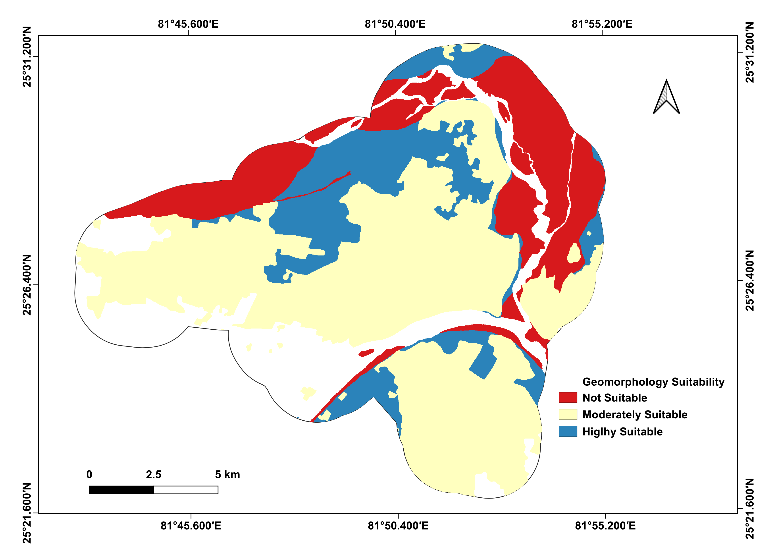 81°45.600'E 81°50.400'E 81°55.200'E
25°31.200'N 25°31.200'N
25°26.400'N 25°26.400'N
Geomorphology Suitability
Not Suitable
Moderately Suitable
Higlhy Suitable
0 2.5 5 km
25°21.600'N 25°21.600'N
81°45.600'E 81°50.400'E 81°55.200'E